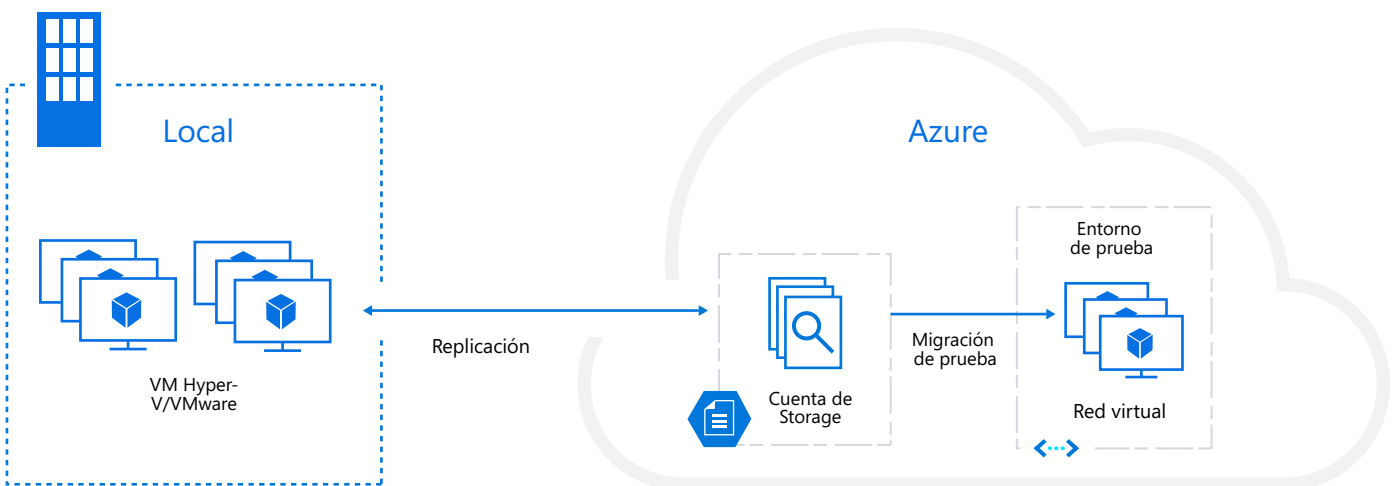 Local
Azure
VM Hyper-
V/VMware
Replicación
Cuenta de
Storage
Migración
de prueba
Entorno
de prueba
Red virtual